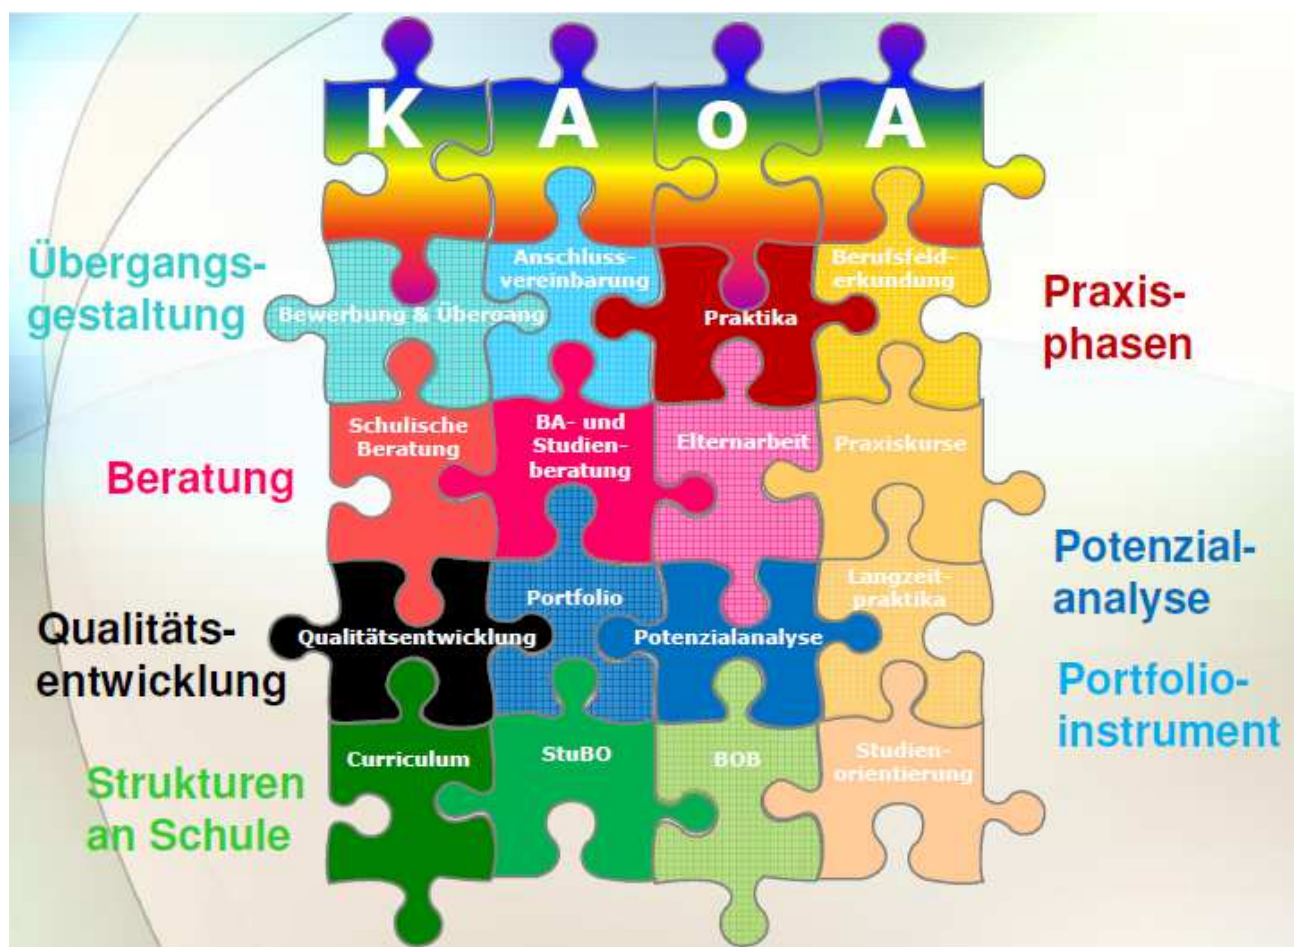 K A o A
Übergangs-
gestaltung
Bewerbung & Übergang
Anschluss-
vereinbarung
Praktika
Berufsfeld-
erkundung
Praxis-
phasen
Beratung
Schulische
Beratung
BA- und
Studien-
beratung
Elternarbeit
Praxiskurse
Qualitäts-
entwicklung
Qualitätsentwicklung
Portfolio
Potenzialanalyse
Langzeit-
praktika
Potenzial-
analyse
Portfolio-
instrument
Strukturen
an Schule
Curriculum
StuBO
BOB
Studien-
orientierung